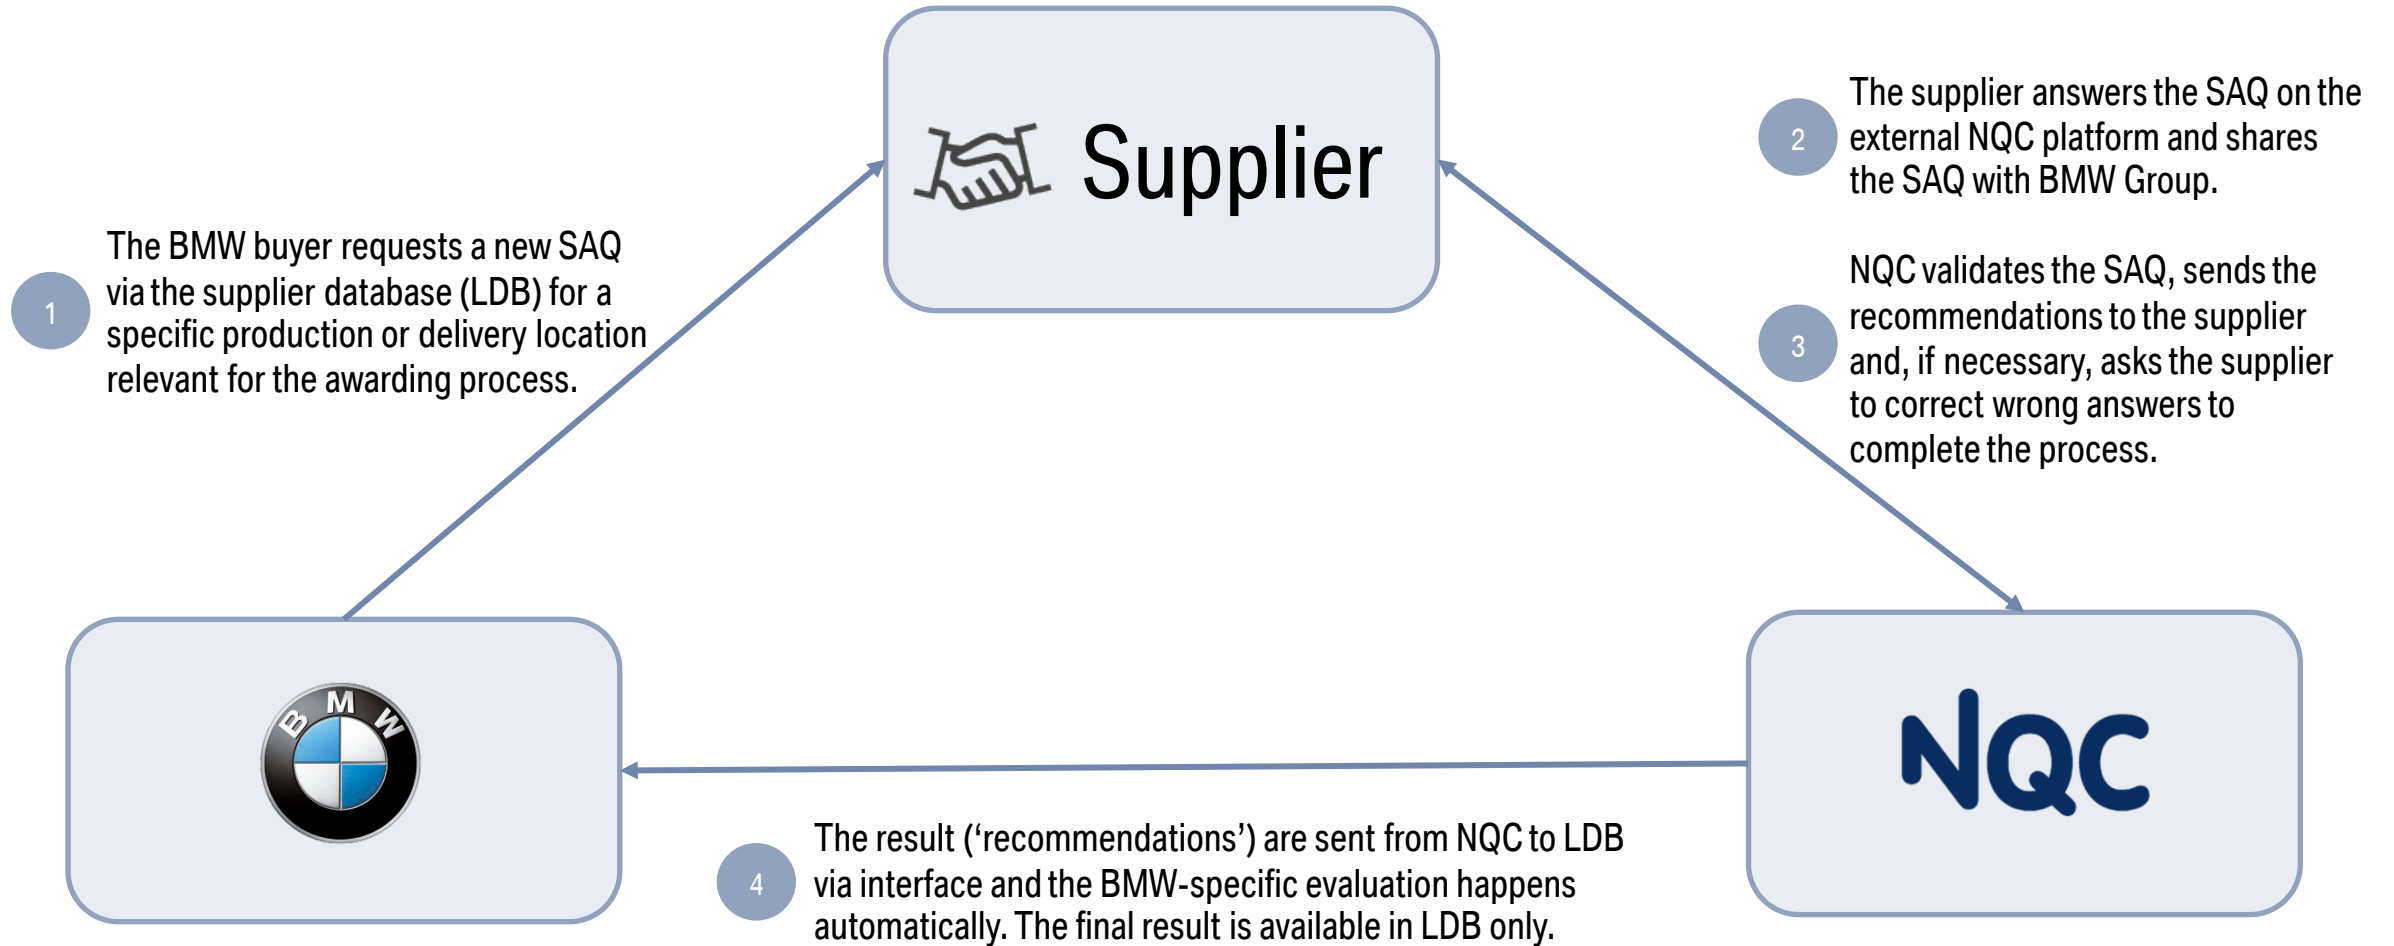 Supplier
1
The BMW buyer requests a new SAQ
via the supplier database (LDB) for a
specific production or delivery location
relevant for the awarding process.
2
The supplier answers the SAQ on the
external NQC platform and shares
the SAQ with BMW Group.
3
NQC validates the SAQ, sends the
recommendations to the supplier
and, if necessary, asks the supplier
to correct wrong answers to
complete the process.
BMW
NQC
4
The result (‘recommendations’) are sent from NQC to LDB
via interface and the BMW-specific evaluation happens
automatically. The final result is available in LDB only.